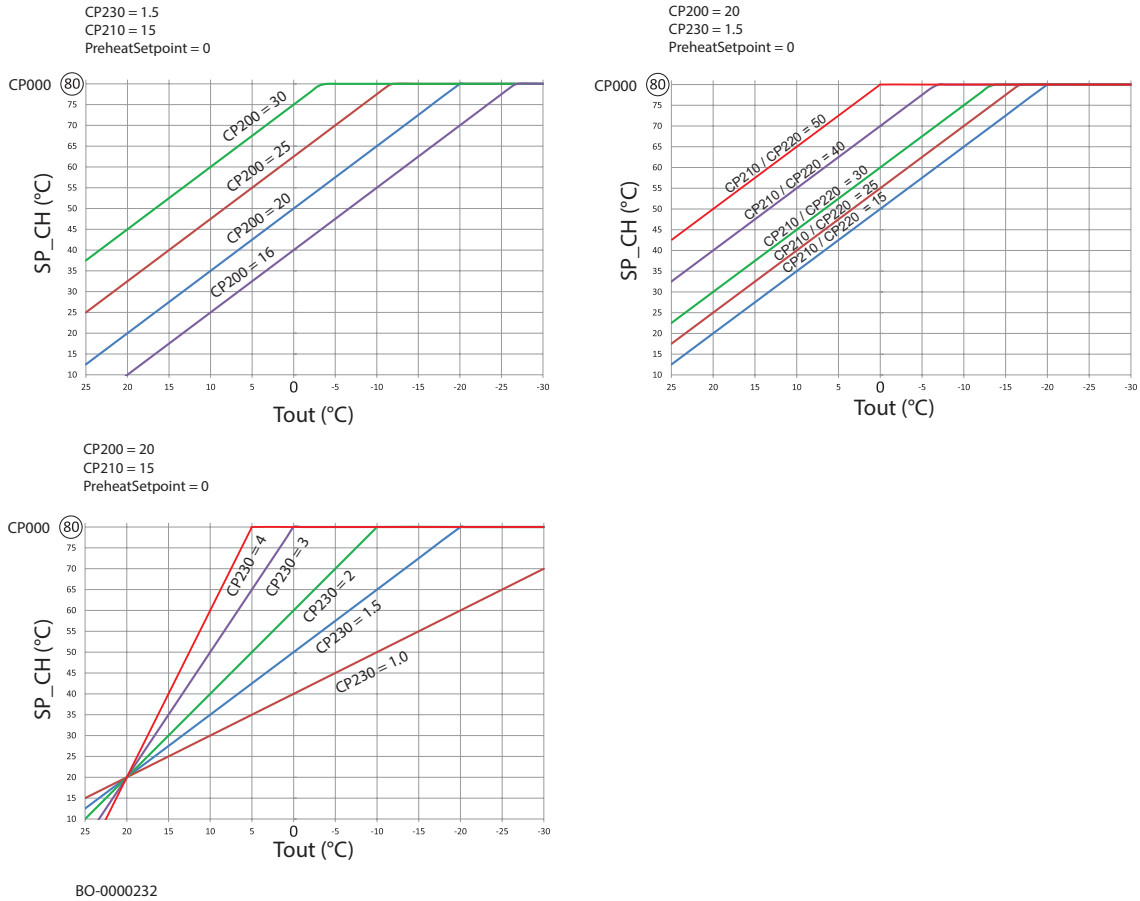 CP230 = 1.5
CP210 = 15
PreheatSetpoint = 0
CP000 80
75
70
65
60
55
50
45
40
35
30
25
20
15
10
SP_CH (°C)
CP200 = 30
CP200 = 25
CP200 = 20
CP200 = 16
25 20 15 10 5 0 -5 -10 -15 -20 -25 -30
Tout (°C)
CP200 = 20
CP230 = 1.5
PreheatSetpoint = 0
CP000 80
75
70
65
60
55
50
45
40
35
30
25
20
15
10
SP_CH (°C)
CP210 / CP220 = 50
CP210 / CP220 = 40
CP210 / CP220 = 30
CP210 / CP220 = 25
CP210 / CP220 = 15
25 20 15 10 5 0 -5 -10 -15 -20 -25 -30
Tout (°C)
CP200 = 20
CP210 = 15
PreheatSetpoint = 0
CP000 80
75
70
65
60
55
50
45
40
35
30
25
20
15
10
SP_CH (°C)
CP230 = 4
CP230 = 3
CP230 = 2
CP230 = 1.5
CP230 = 1.0
25 20 15 10 5 0 -5 -10 -15 -20 -25 -30
Tout (°C)
BO-0000232